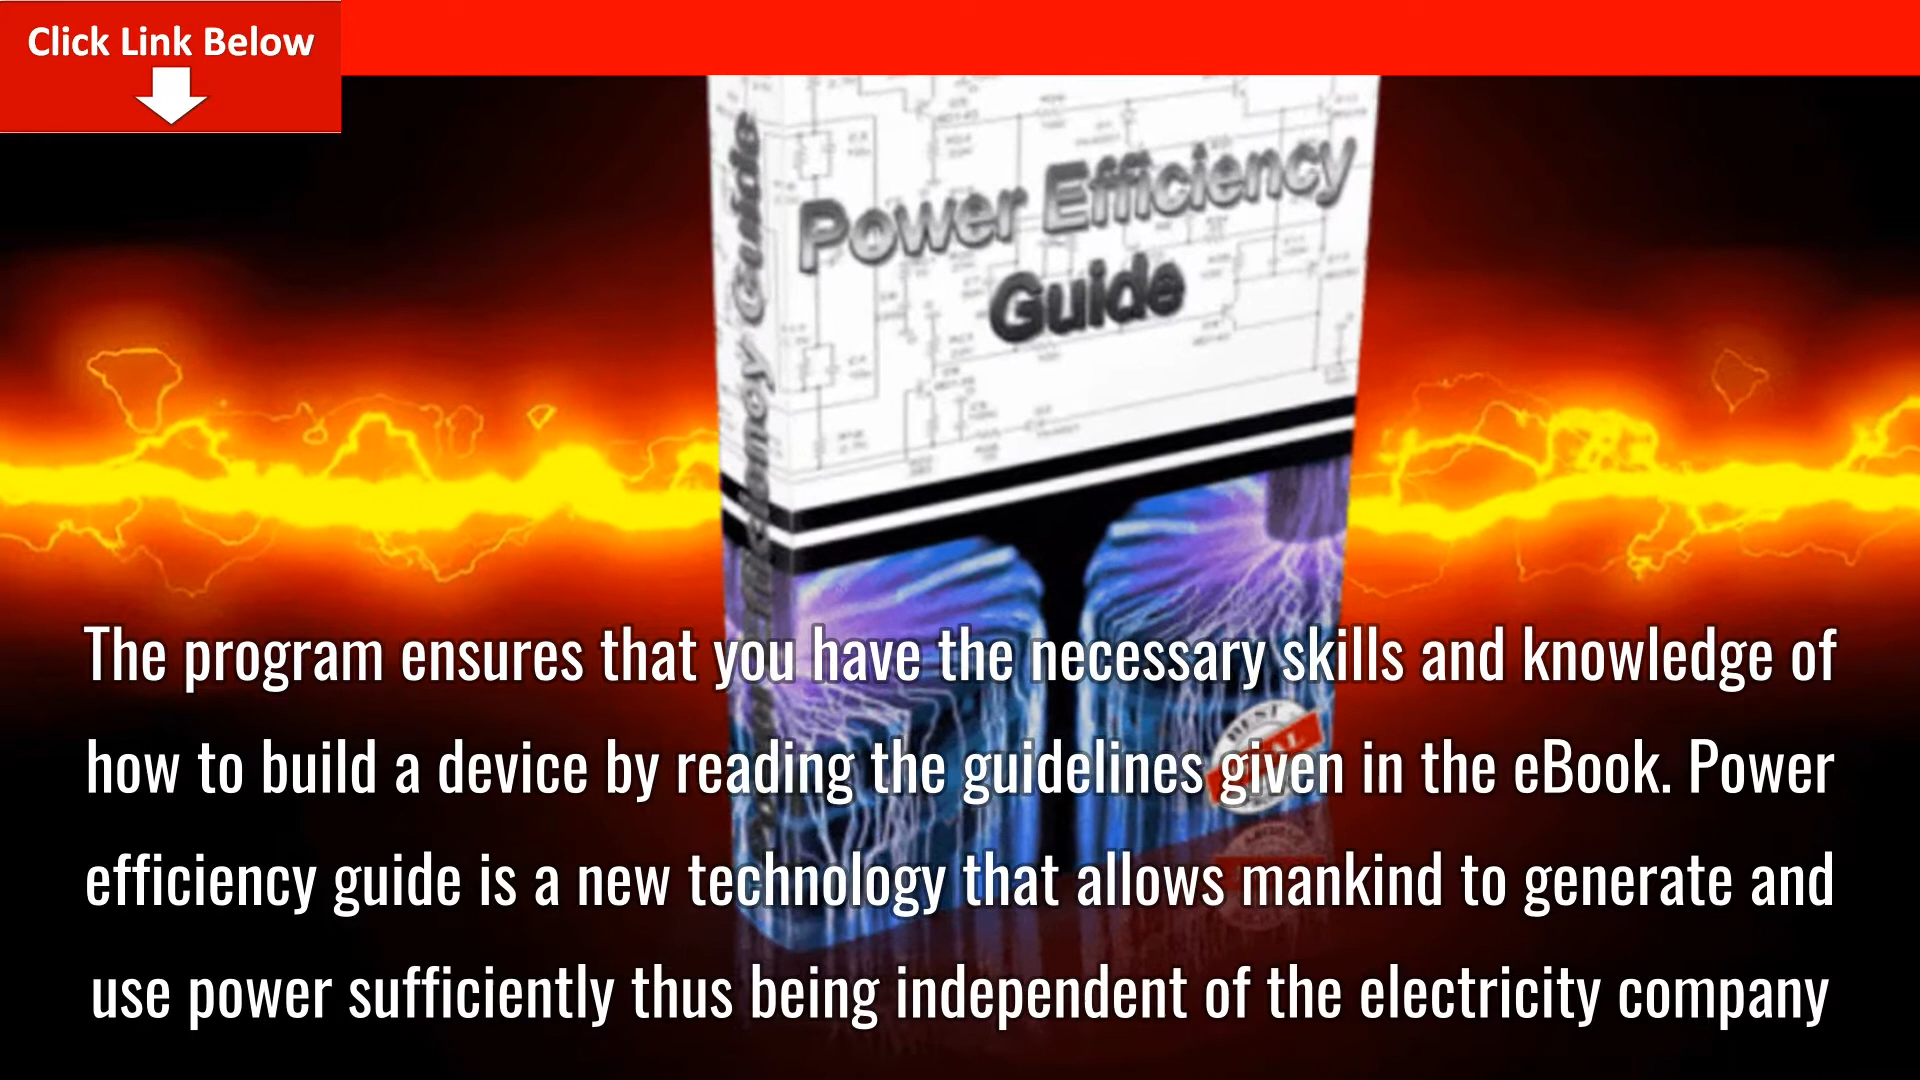 Click Link Below
Power Efficiency
Guide
Power Efficiency Guide
BEST
The program ensures that you have the necessary skills and knowledge of
how to build a device by reading the guidelines given in the eBook. Power
efficiency guide is a new technology that allows mankind to generate and
use power sufficiently thus being independent of the electricity company